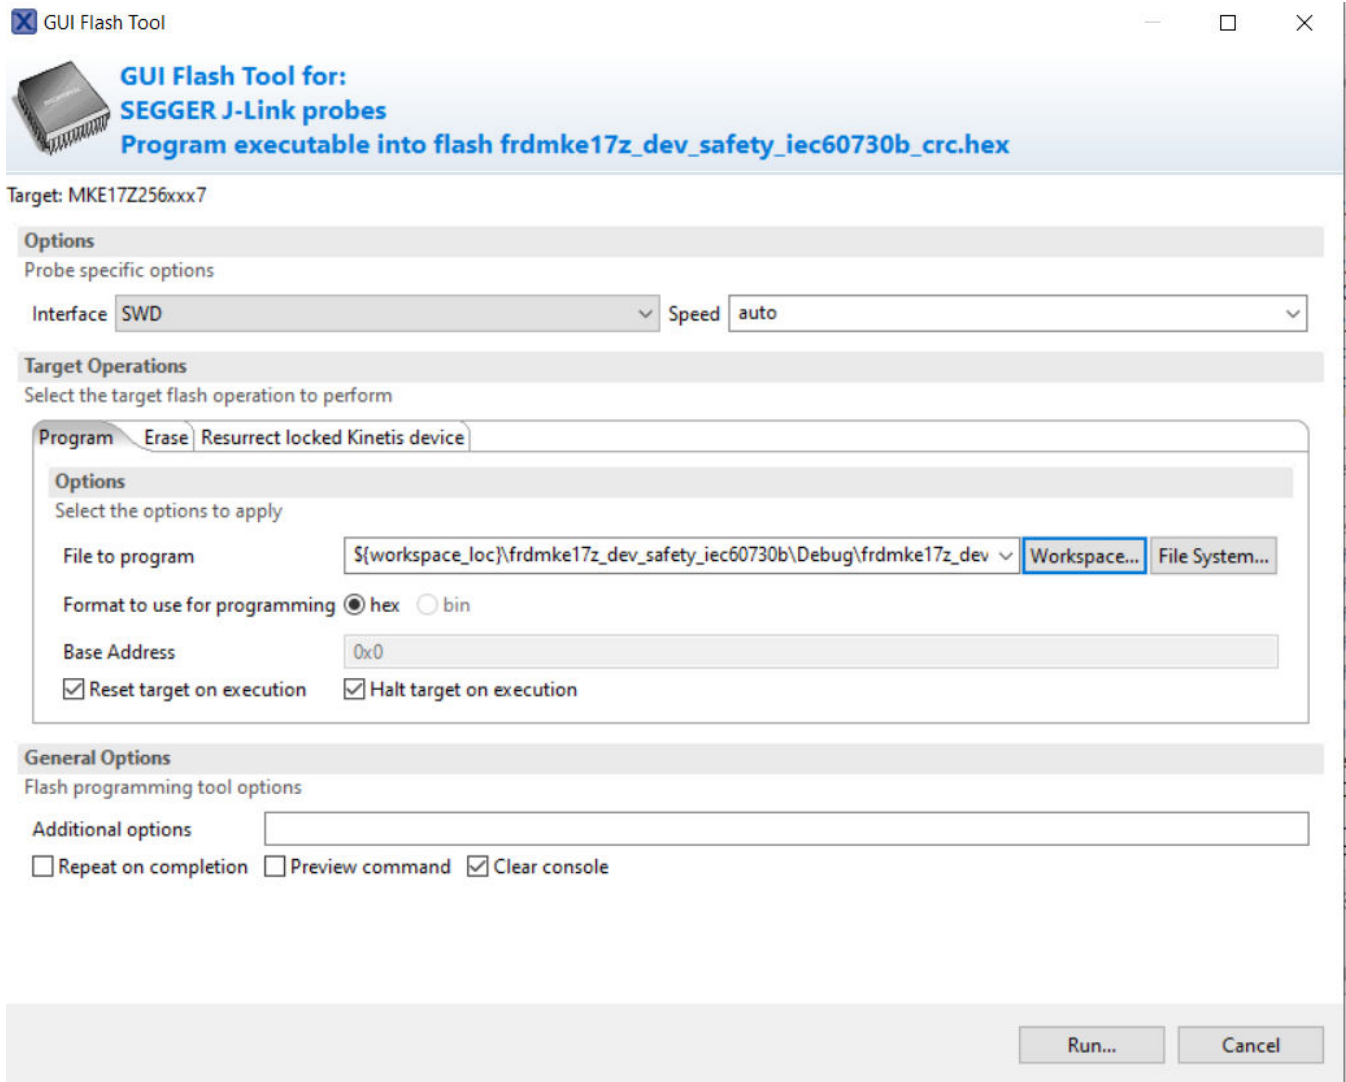 GUI Flash Tool
GUI Flash Tool for:
SEGGER J-Link probes
Program executable into flash frdmke17z_dev_safety_iec60730b_crc.hex
Target: MKE17Z256xxx7
Options
Probe specific options
Interface SWD Speed auto
Target Operations
Select the target flash operation to perform
Program Erase Resurrect locked Kinetis device
Options
Select the options to apply
File to program ${workspace_loc}\frdmke17z_dev_safety_iec60730b\Debug\frdmke17z_dev Workspace... File System...
Format to use for programming hex bin
Base Address 0x0
Reset target on execution Halt target on execution
General Options
Flash programming tool options
Additional options
Repeat on completion Preview command Clear console
Run... Cancel